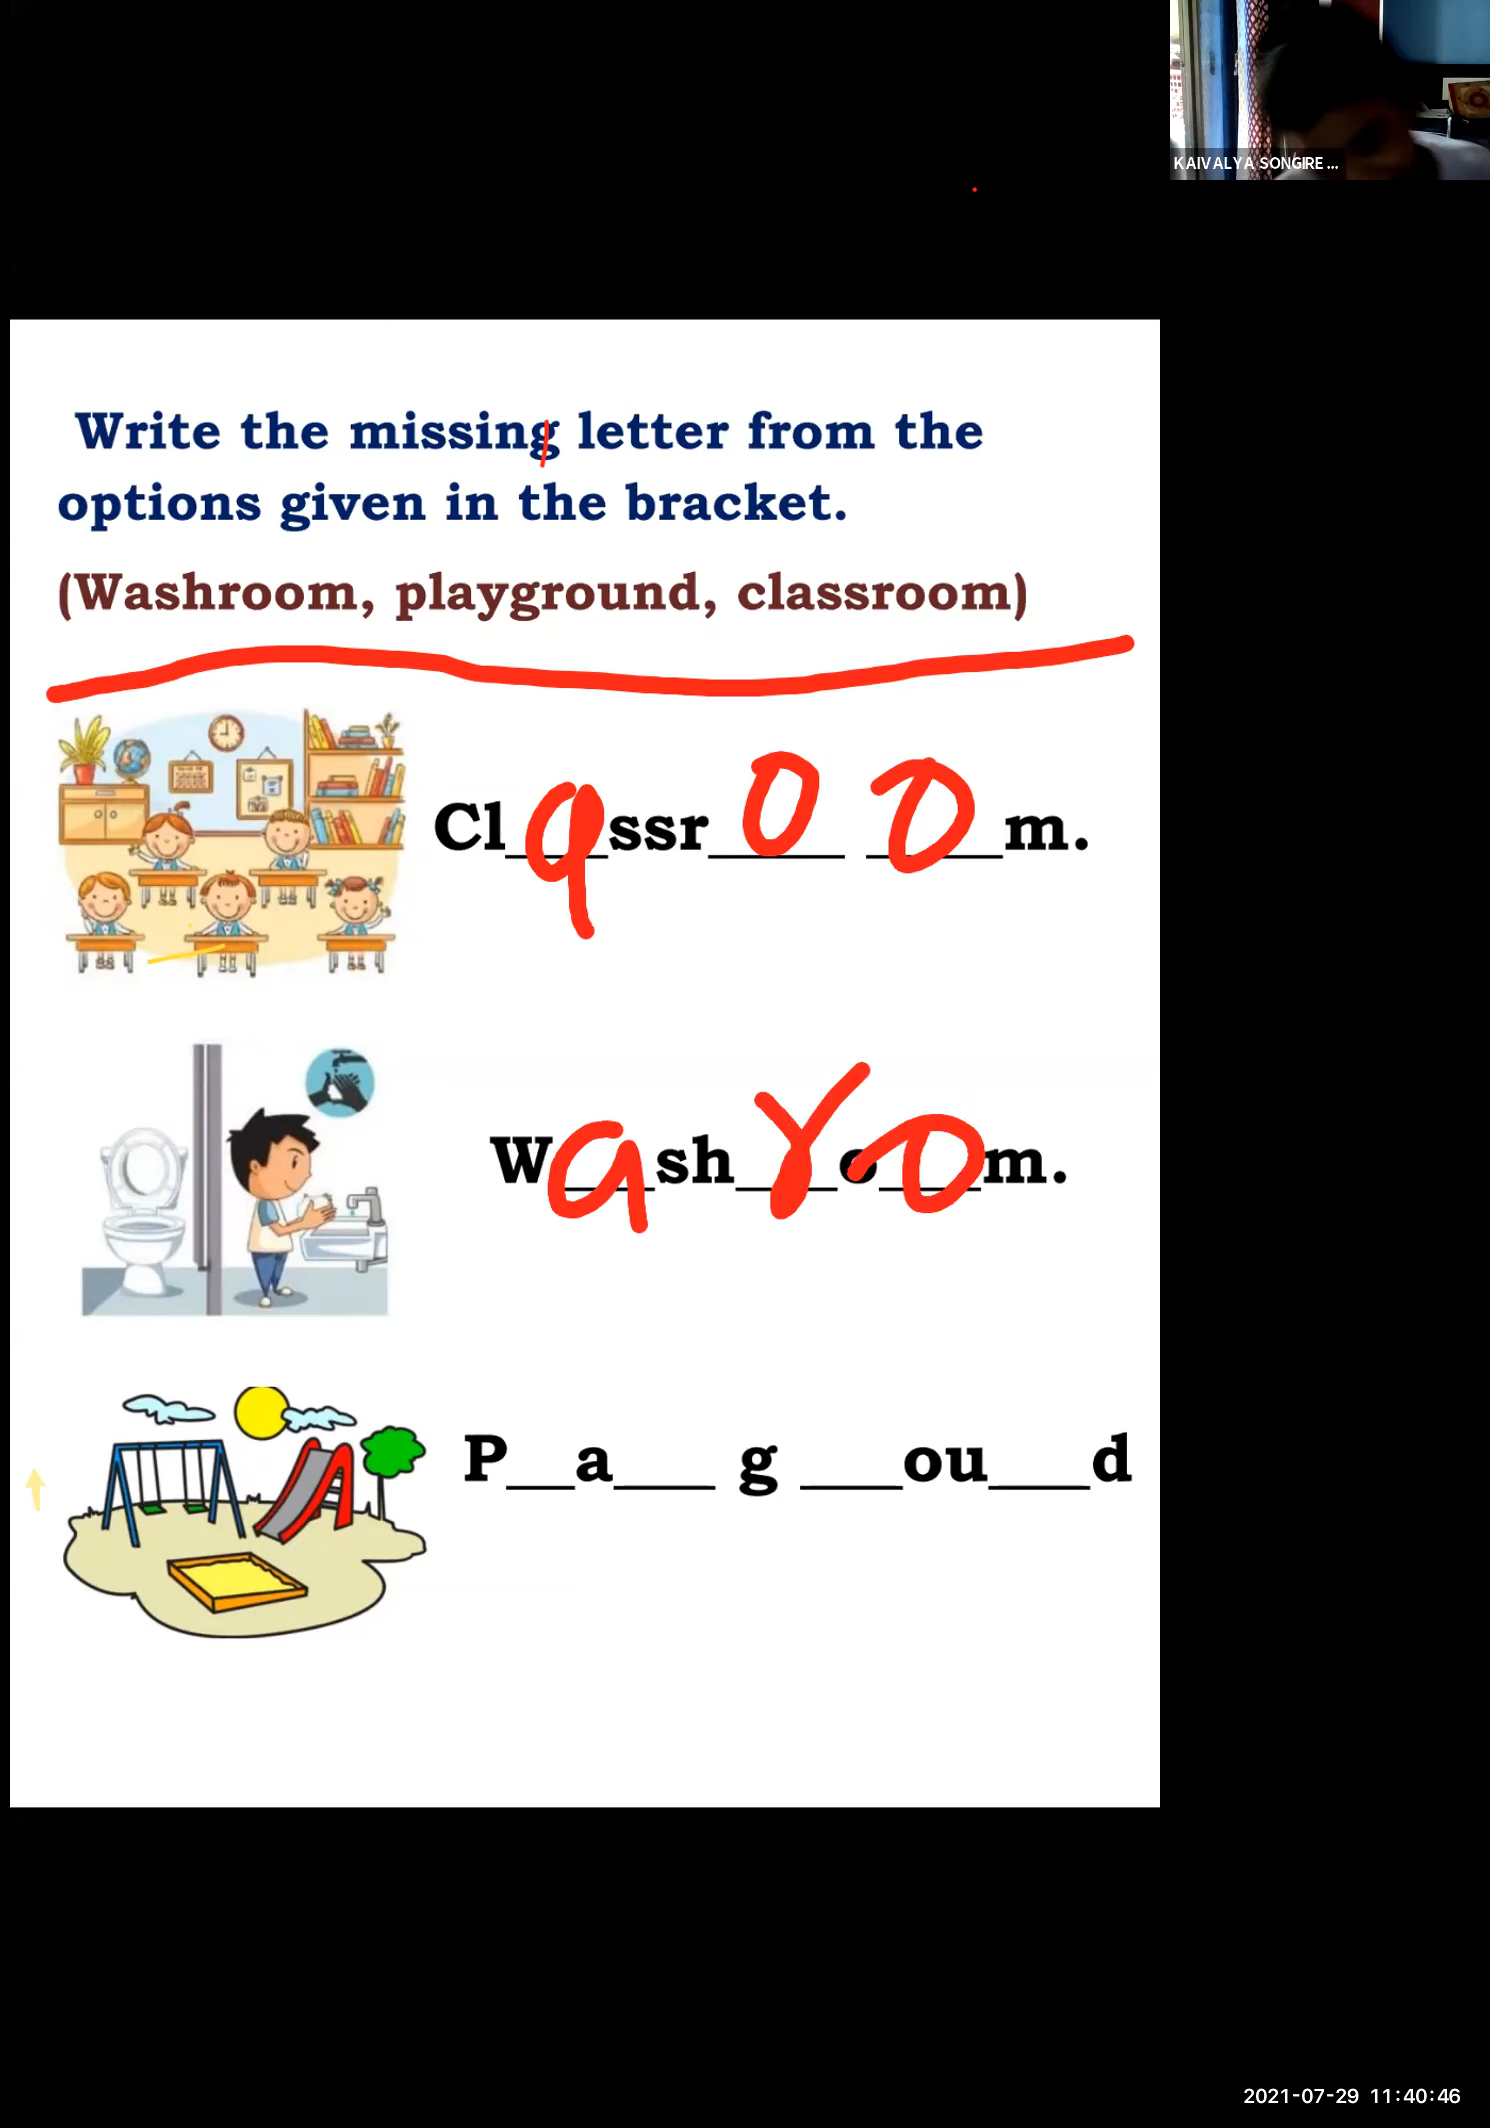 KAIVALYA SONGIRE ...
Write the missing letter from the
options given in the bracket.
(Washroom, playground, classroom)
Cl_a_ssr_o_ _o_m.
W_a_sh_r_o_o_m.
P__a___ g ___ou___d
2021-07-29 11:40:46